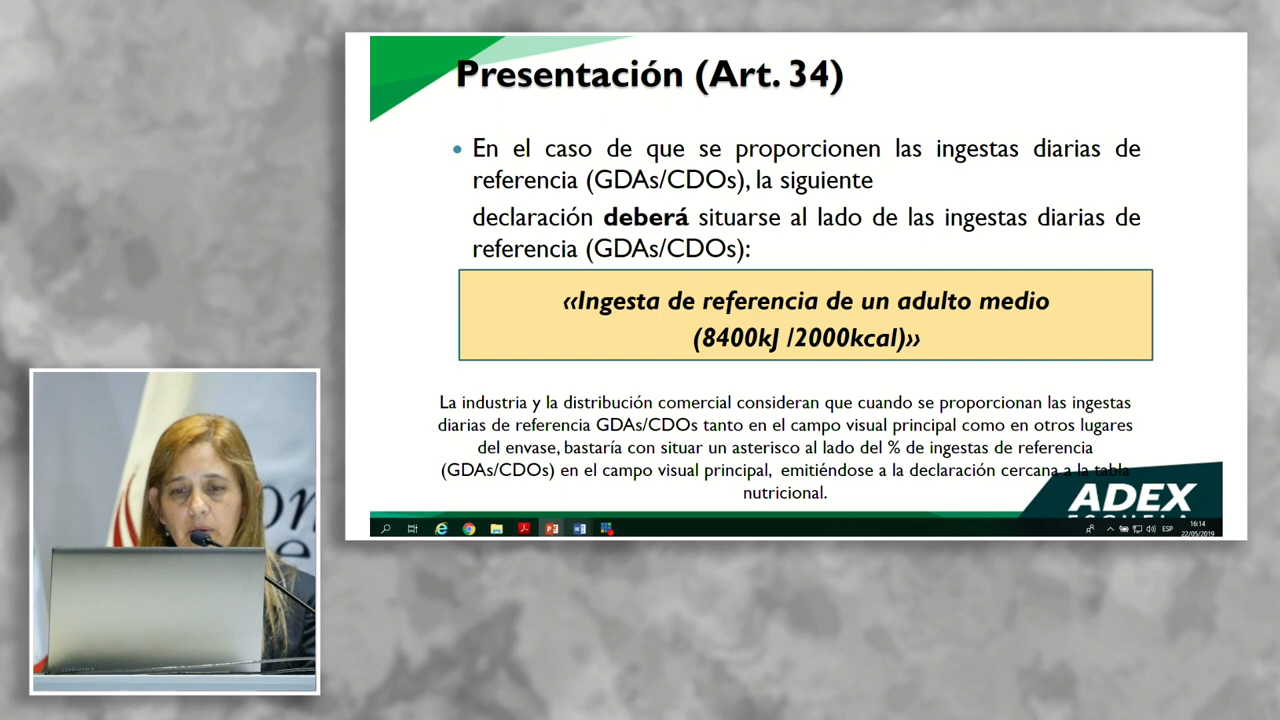 Presentación (Art. 34)
• En el caso de que se proporcionen las ingestas diarias de
referencia (GDAs/CDOs), la siguiente
declaración deberá situarse al lado de las ingestas diarias de
referencia (GDAs/CDOs):
«Ingesta de referencia de un adulto medio
(8400kJ /2000kcal)»
La industria y la distribución comercial consideran que cuando se proporcionan las ingestas
diarias de referencia GDAs/CDOs tanto en el campo visual principal como en otros lugares
del envase, bastaría con situar un asterisco al lado del % de ingestas de referencia
(GDAs/CDOs) en el campo visual principal, emitiéndose a la declaración cercana a la tabla
nutricional.
ADEX
ESCUELA
ESP
16:14
22/05/2019